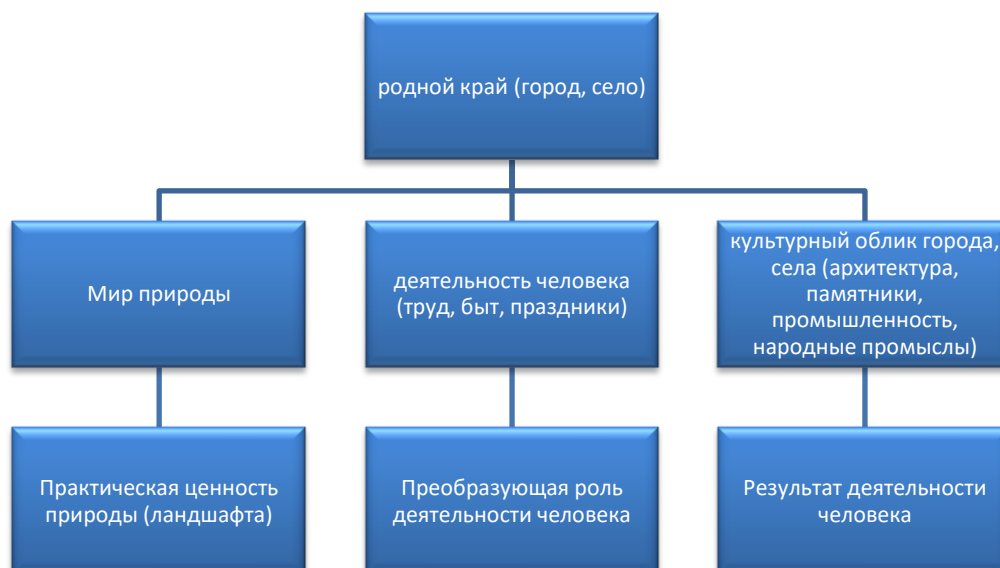 родной край (город, село)
Мир природы
деятельность человека
(труд, быт, праздники)
культурный облик города,
села (архитектура,
памятники,
промышленность,
народные промыслы)
Практическая ценность
природы (ландшафта)
Преобразующая роль
деятельности человека
Результат деятельности
человека